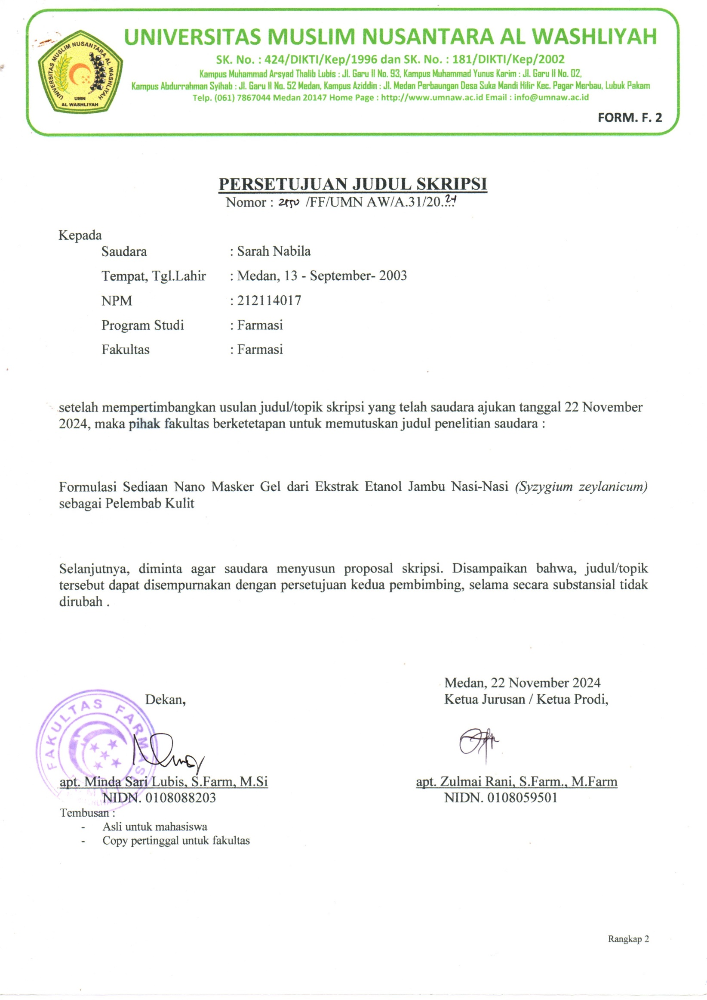 UNIVERSITAS MUSLIM NUSANTARA AL WASHLIYAH
UMN
AL WASHLIYAH
UNIVERSITAS MUSLIM NUSANTARA AL WASHLIYAH
SK. No. : 424/DIKTI/Kep/1996 dan SK. No. : 181/DIKTI/Kep/2002
Kampus Muhammad Arsyad Thalib Lubis : Jl. Garu II No. 93, Kampus Muhammad Yunus Karim : Jl. Garu II No. 02,
Kampus Abdurrahman Syihab : Jl. Garu II No. 52 Medan, Kampus Aziddin : Jl. Medan Perbaungan Desa Suka Mandi Hilir Kec. Pagar Merbau, Lubuk Pakam
Telp. (061) 7867044 Medan 20147 Home Page : http://www.umnaw.ac.id Email : info@umnaw.ac.id
FORM. F. 2
PERSETUJUAN JUDUL SKRIPSI
Nomor : /FF/UMN AW/A.31/20....24
Kepada
Saudara : Sarah Nabila
Tempat, Tgl.Lahir : Medan, 13 - September- 2003
NPM : 212114017
Program Studi : Farmasi
Fakultas : Farmasi
setelah mempertimbangkan usulan judul/topik skripsi yang telah saudara ajukan tanggal 22 November
2024, maka pihak fakultas berketetapan untuk memutuskan judul penelitian saudara :
Formulasi Sediaan Nano Masker Gel dari Ekstrak Etanol Jambu Nasi-Nasi (Syzygium zeylanicum)
sebagai Pelembab Kulit
Selanjutnya, diminta agar saudara menyusun proposal skripsi. Disampaikan bahwa, judul/topik
tersebut dapat disempurnakan dengan persetujuan kedua pembimbing, selama secara substansial tidak
dirubah .
Medan, 22 November 2024
Dekan, Ketua Jurusan / Ketua Prodi,
FAKULTAS FARMASI
apt. Minda Sari Lubis, S.Farm, M.Si apt. Zulmai Rani, S.Farm., M.Farm
NIDN. 0108088203 NIDN. 0108059501
Tembusan :
- Asli untuk mahasiswa
- Copy pertinggal untuk fakultas
Rangkap 2